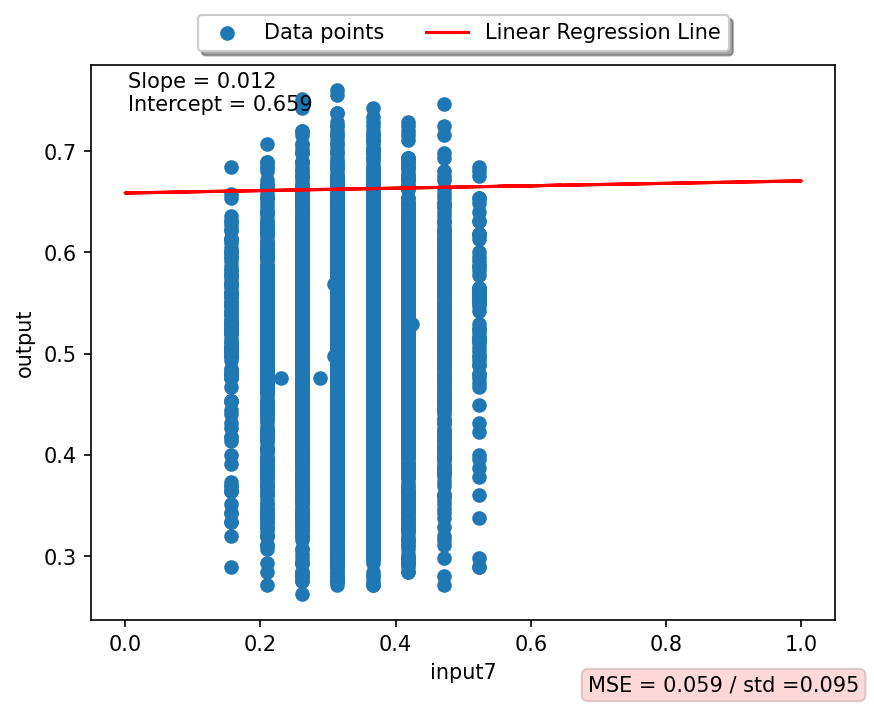 Data points
Linear Regression Line
Slope = 0.012
Intercept = 0.659
0.7
0.6
0.5
0.4
0.3
output
0.0
0.2
0.4
0.6
0.8
1.0
input7
MSE = 0.059 / std =0.095